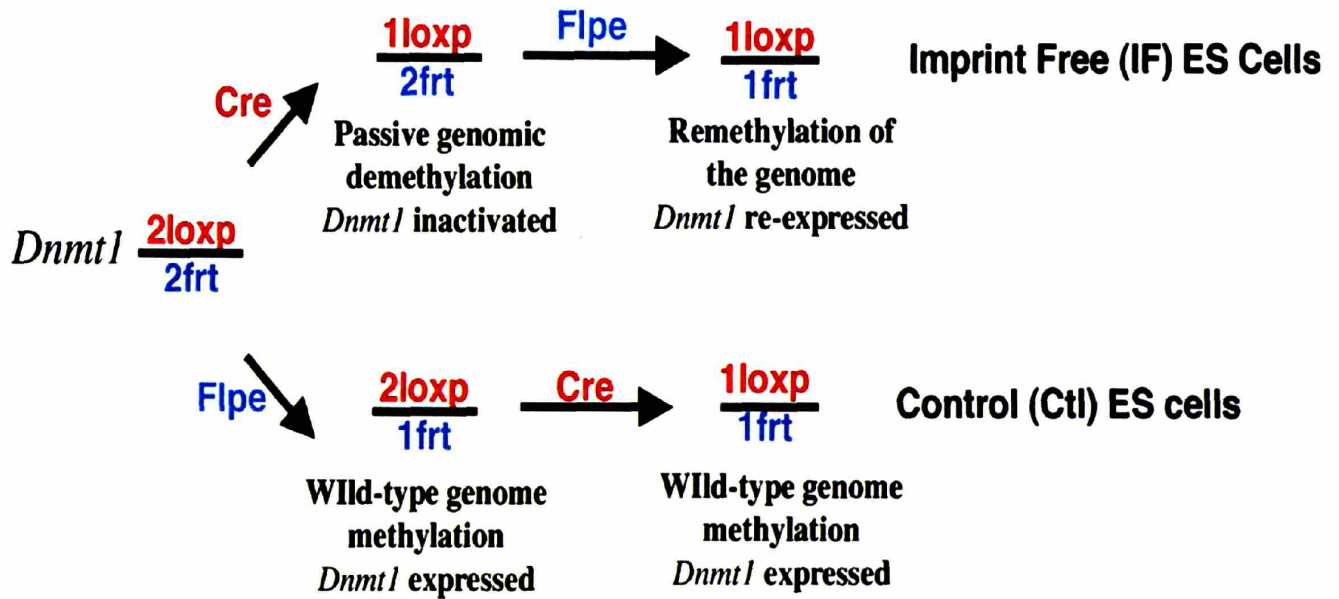 Dnmt1 2loxp
2frt
Cre
1loxp
2frt
Passive genomic
demethylation
Dnmt1 inactivated
Flpe
1loxp
1frt
Remethylation of
the genome
Dnmt1 re-expressed
Imprint Free (IF) ES Cells
Flpe
2loxp
1frt
WIld-type genome
methylation
Dnmt1 expressed
Cre
1loxp
1frt
WIld-type genome
methylation
Dnmt1 expressed
Control (Ctl) ES cells